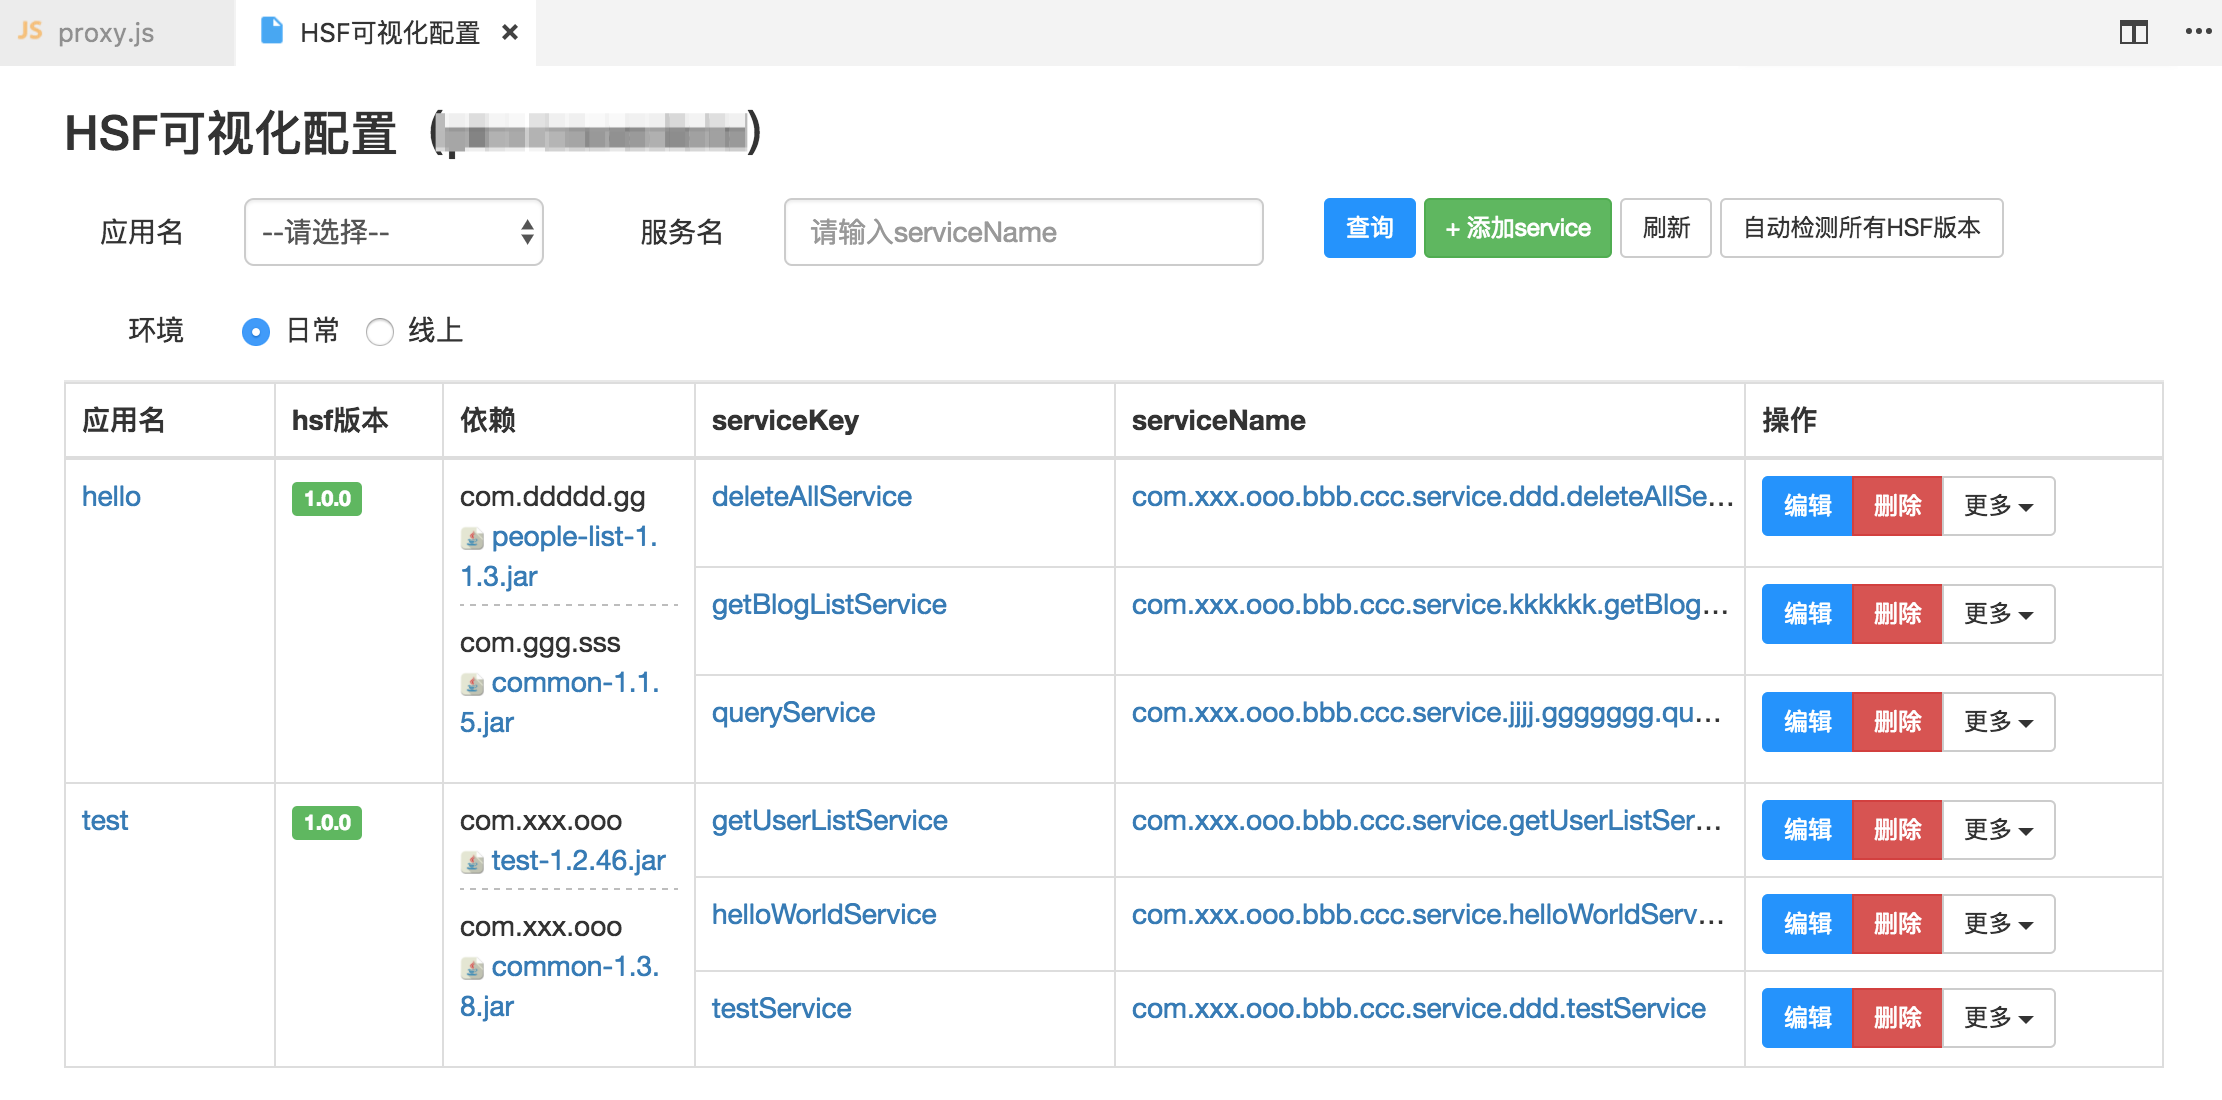 JS proxy.js
HSF可视化配置 ×
HSF可视化配置 ( )
应用名 --请选择-- 服务名 请输入serviceName 查询 + 添加service 刷新 自动检测所有HSF版本
环境 日常 线上
应用名 hsf版本 依赖 serviceKey serviceName 操作
hello 1.0.0
com.ddddd.gg
people-list-1.
1.3.jar
com.ggg.sss
common-1.1.
5.jar
deleteAllService com.xxx.ooo.bbb.ccc.service.ddd.deleteAllSe... 编辑 删除 更多
getBlogListService com.xxx.ooo.bbb.ccc.service.kkkkkk.getBlog... 编辑 删除 更多
queryService com.xxx.ooo.bbb.ccc.service.jjjj.ggggggg.qu... 编辑 删除 更多
test 1.0.0
com.xxx.ooo
test-1.2.46.jar
com.xxx.ooo
common-1.3.
8.jar
getUserListService com.xxx.ooo.bbb.ccc.service.getUserListSer... 编辑 删除 更多
helloWorldService com.xxx.ooo.bbb.ccc.service.helloWorldServ... 编辑 删除 更多
testService com.xxx.ooo.bbb.ccc.service.ddd.testService 编辑 删除 更多